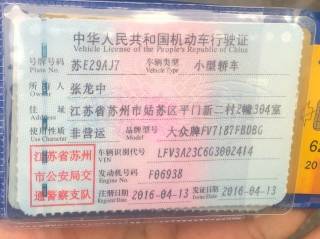 中华人民共和国机动车行驶证
Vehicle License of the People's Republic of China
号牌号码 苏E29AJ7 车辆类型 小型轿车
Plate No. Vehicle Type
所有人 张龙中
Owner
住址 江苏省苏州市姑苏区平门新二村2幢304室
Address
使用性质 非营运 品牌型号 大众牌FV7187FBDBG
Use Character Model
江苏省苏州 车辆识别代号 LFV3A23C6G3002414
VIN
市公安局交 发动机号码 F06938
Engine No.
通警察支队 注册日期 2016-04-13 发证日期 2016-04-13
Register Date Issue Date